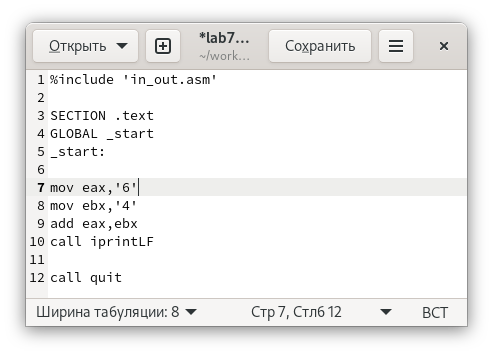 Открыть
*lab7...
~/work...
Сохранить
1 %include 'in_out.asm'
2
3 SECTION .text
4 GLOBAL _start
5 _start:
6
7 mov eax,'6'
8 mov ebx,'4'
9 add eax,ebx
10 call iprintLF
11
12 call quit
Ширина табуляции: 8 Стр 7, Стлб 12 ВСТ